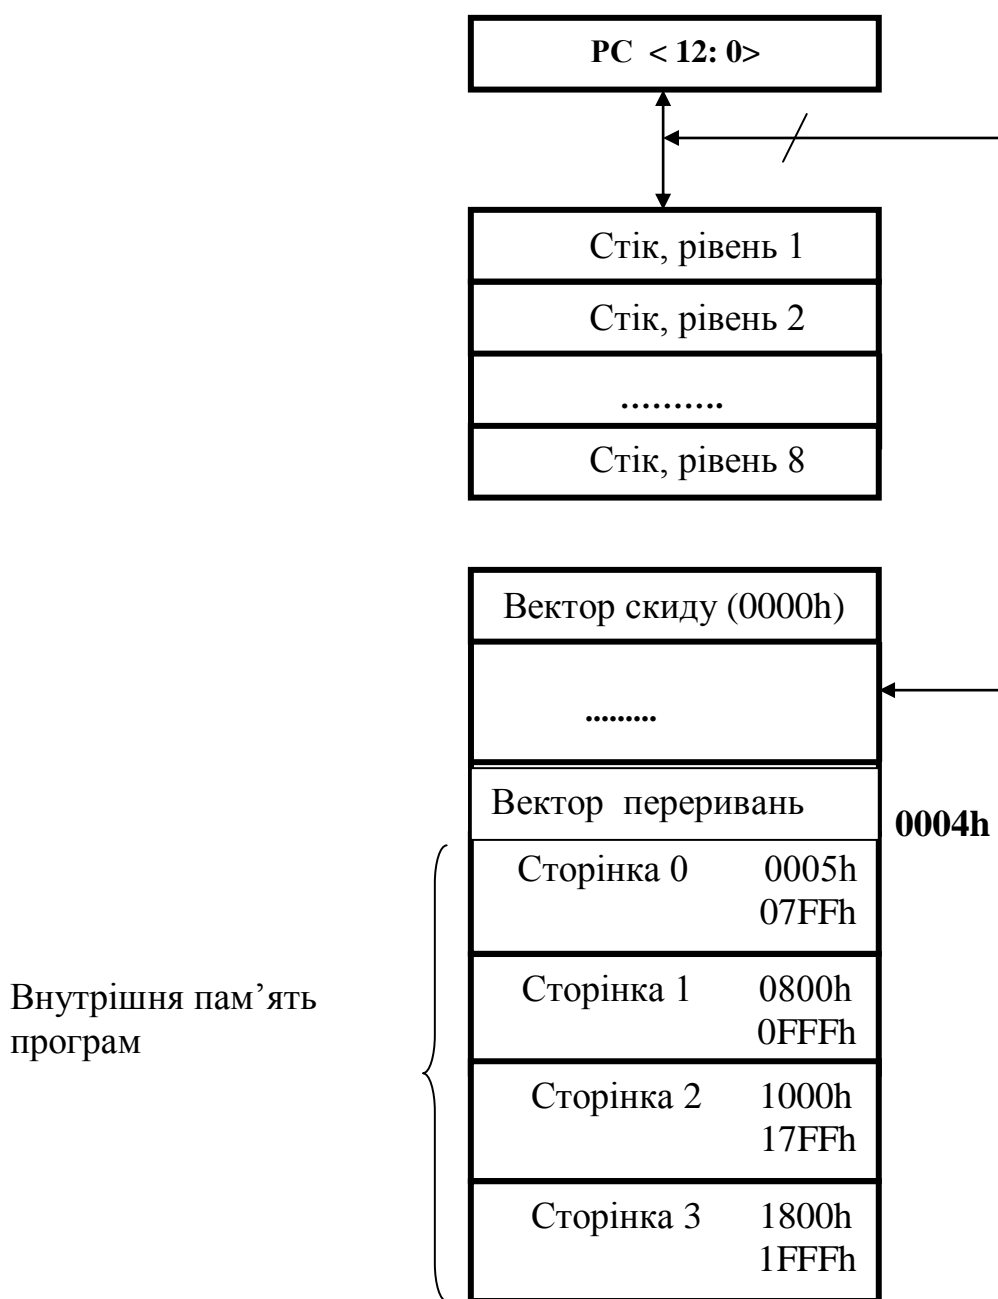 PC < 12: 0>
Стік, рівень 1
Стік, рівень 2
……….
Стік, рівень 8
Вектор скиду (0000h)
.........
Вектор переривань
0004h
Сторінка 0 0005h
07FFh
Внутрішня пам’ять
програм
Сторінка 1 0800h
0FFFh
Сторінка 2 1000h
17FFh
Сторінка 3 1800h
1FFFh